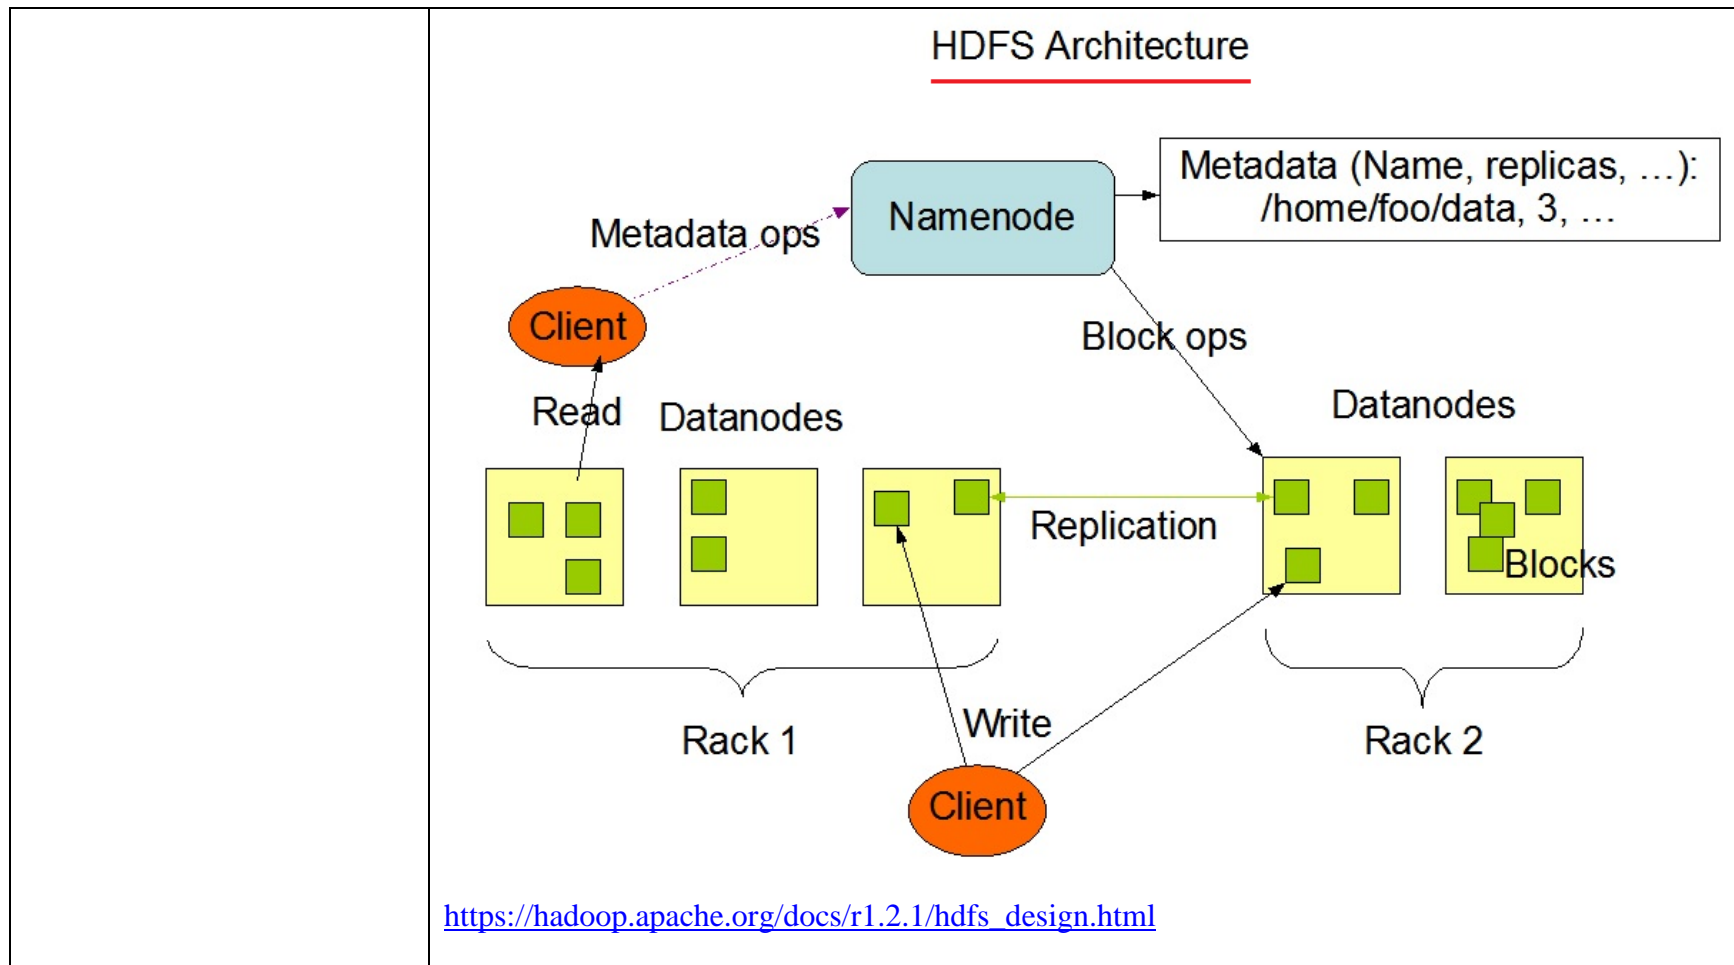 HDFS Architecture
Metadata (Name, replicas, …):
/home/foo/data, 3, …
Namenode
Metadata ops
Client
Block ops
Read
Datanodes
Datanodes
Replication
Blocks
Rack 1
Write
Rack 2
Client
https://hadoop.apache.org/docs/r1.2.1/hdfs_design.html